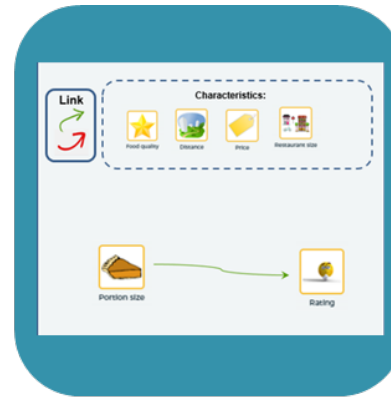 Link
Characteristics:
Food quality
Distance
Price
Restaurant size
Portion size
Rating